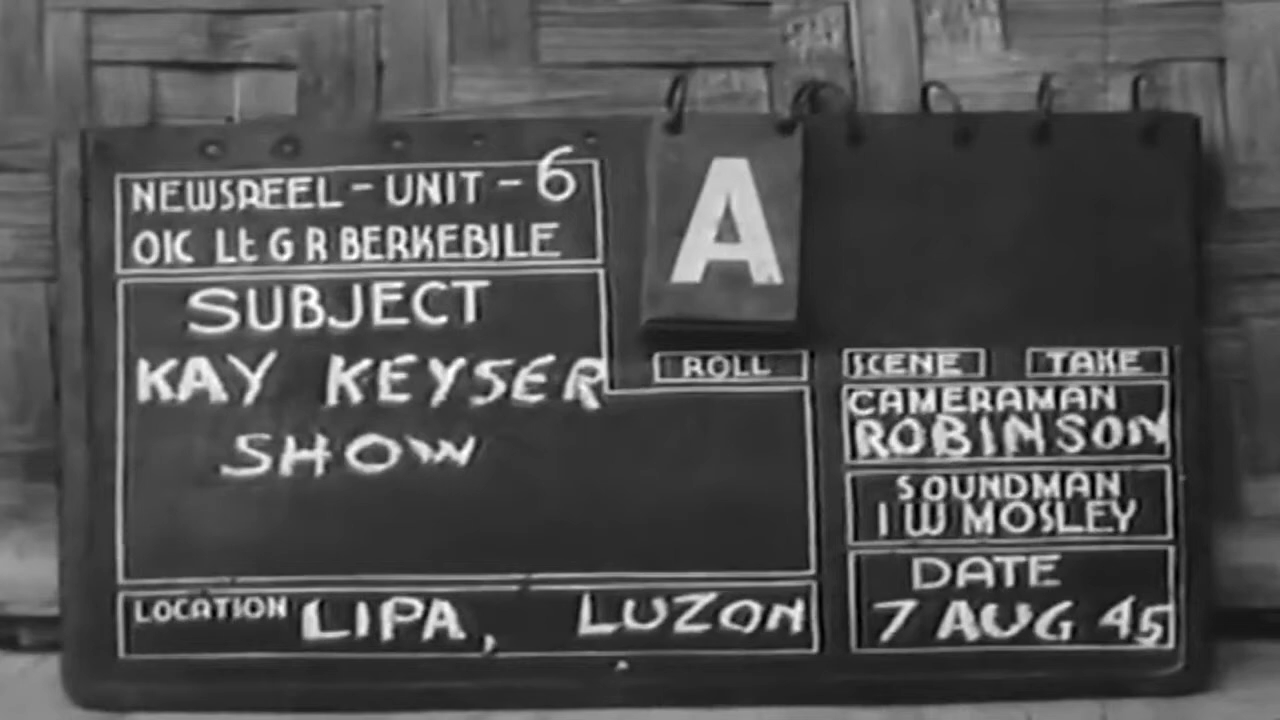 NEWSREEL - UNIT - 6
OIC Lt G R BERKEBILE
A
SUBJECT
KAY KEYSER
SHOW
ROLL
SCENE
TAKE
CAMERAMAN
ROBINSON
SOUNDMAN
I W MOSLEY
DATE
7 AUG 45
LOCATION LIPA, LUZON